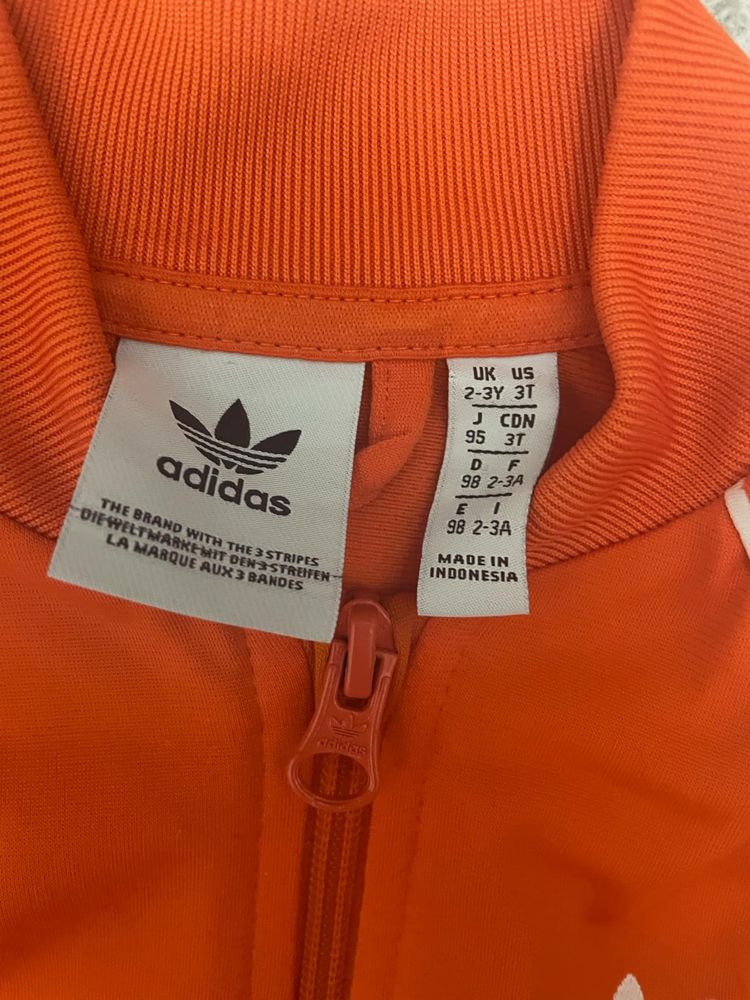 adidas
THE BRAND WITH THE 3 STRIPES
DIE WELTMARKE MIT DEN 3 STREIFEN
LA MARQUE AUX 3 BANDES
UK US
2-3Y 3T
J CDN
95 3T
D F
98 2-3A
E I
98 2-3A
MADE IN
INDONESIA
adidas